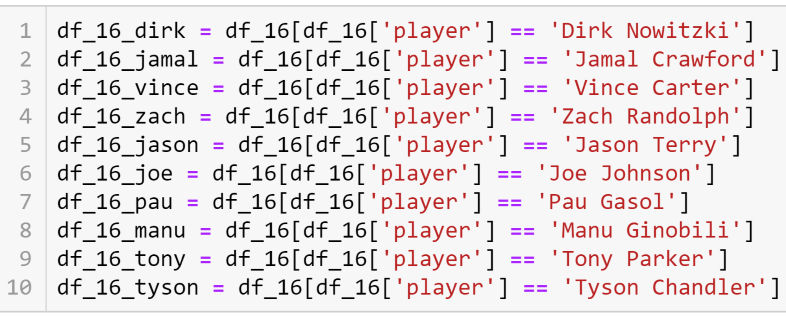 1 df_16_dirk = df_16[df_16['player'] == 'Dirk Nowitzki']
2 df_16_jamal = df_16[df_16['player'] == 'Jamal Crawford']
3 df_16_vince = df_16[df_16['player'] == 'Vince Carter']
4 df_16_zach = df_16[df_16['player'] == 'Zach Randolph']
5 df_16_jason = df_16[df_16['player'] == 'Jason Terry']
6 df_16_joe = df_16[df_16['player'] == 'Joe Johnson']
7 df_16_pau = df_16[df_16['player'] == 'Pau Gasol']
8 df_16_manu = df_16[df_16['player'] == 'Manu Ginobili']
9 df_16_tony = df_16[df_16['player'] == 'Tony Parker']
10 df_16_tyson = df_16[df_16['player'] == 'Tyson Chandler']